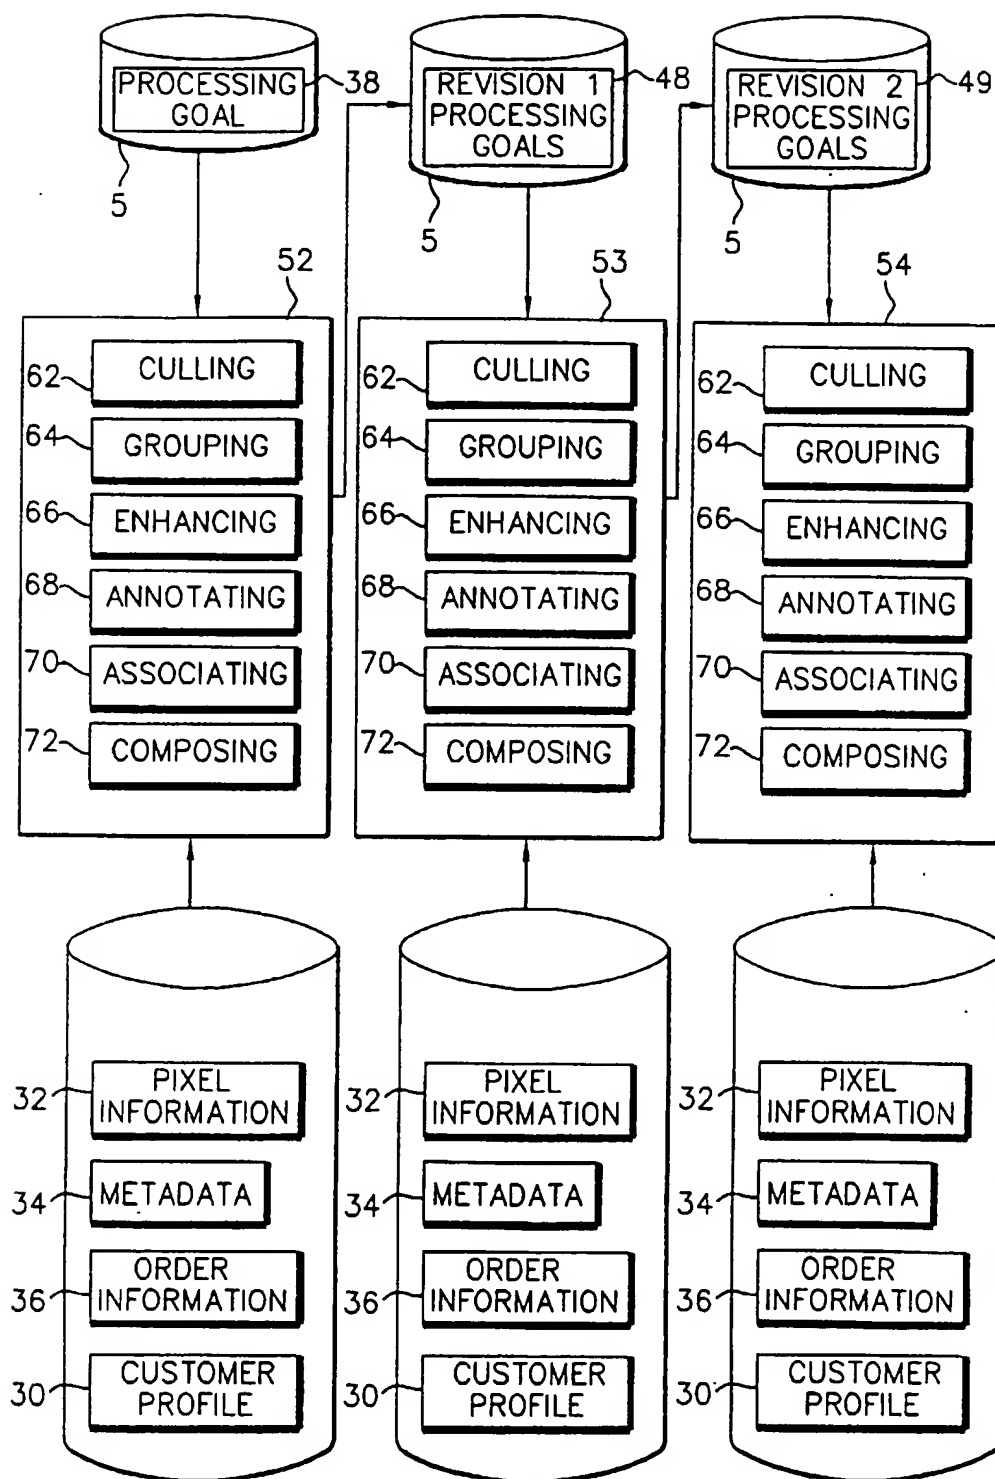 PROCESSING
GOAL
38
5
REVISION 1
PROCESSING
GOALS
48
5
REVISION 2
PROCESSING
GOALS
49
5
52
62 CULLING
64 GROUPING
66 ENHANCING
68 ANNOTATING
70 ASSOCIATING
72 COMPOSING
53
62 CULLING
64 GROUPING
66 ENHANCING
68 ANNOTATING
70 ASSOCIATING
72 COMPOSING
54
62 CULLING
64 GROUPING
66 ENHANCING
68 ANNOTATING
70 ASSOCIATING
72 COMPOSING
PIXEL
32 INFORMATION
34 METADATA
ORDER
36 INFORMATION
CUSTOMER
30 PROFILE
PIXEL
32 INFORMATION
34 METADATA
ORDER
36 INFORMATION
CUSTOMER
30 PROFILE
PIXEL
32 INFORMATION
34 METADATA
ORDER
36 INFORMATION
CUSTOMER
30 PROFILE